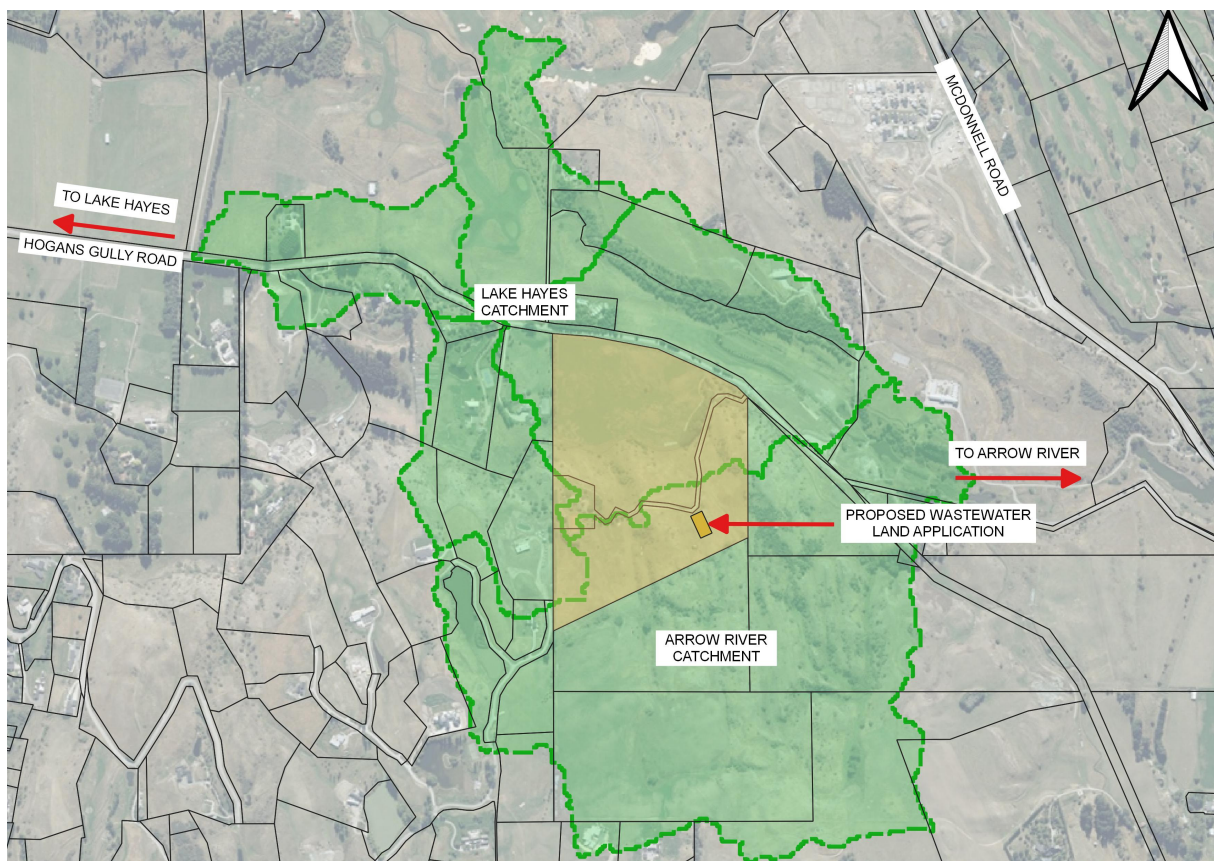 MCDONNELL ROAD
TO LAKE HAYES
HOGANS GULLY ROAD
LAKE HAYES
CATCHMENT
TO ARROW RIVER
PROPOSED WASTEWATER
LAND APPLICATION
ARROW RIVER
CATCHMENT